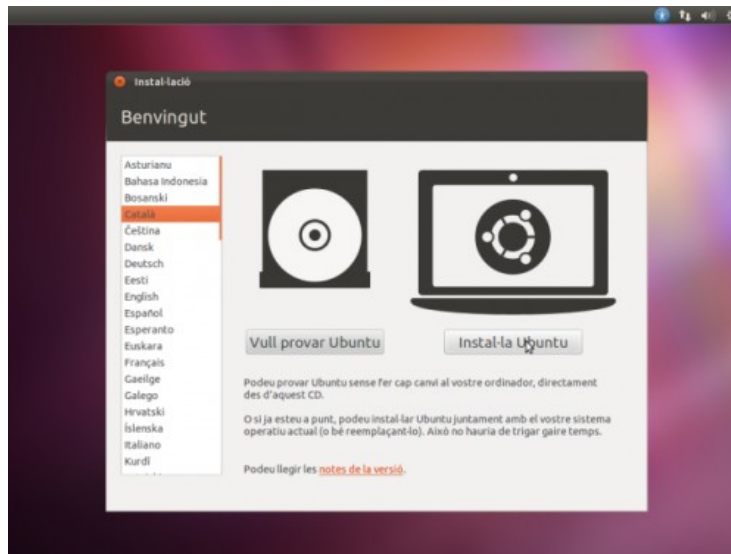 Instal·lació
Benvingut
Asturianu
Bahasa Indonesia
Bosanski
Català
Čeština
Dansk
Deutsch
Eesti
English
Español
Esperanto
Euskara
Français
Gaeilge
Galego
Hrvatski
Íslenska
Italiano
Kurdî
Vull provar Ubuntu
Instal·la Ubuntu
Podeu provar Ubuntu sense fer cap canvi al vostre ordinador, directament
des d'aquest CD.
O si ja esteu a punt, podeu instal·lar Ubuntu juntament amb el vostre sistema
operatiu actual (o bé reemplaçant-lo). Això no hauria de trigar gaire temps.
Podeu llegir les notes de la versió.